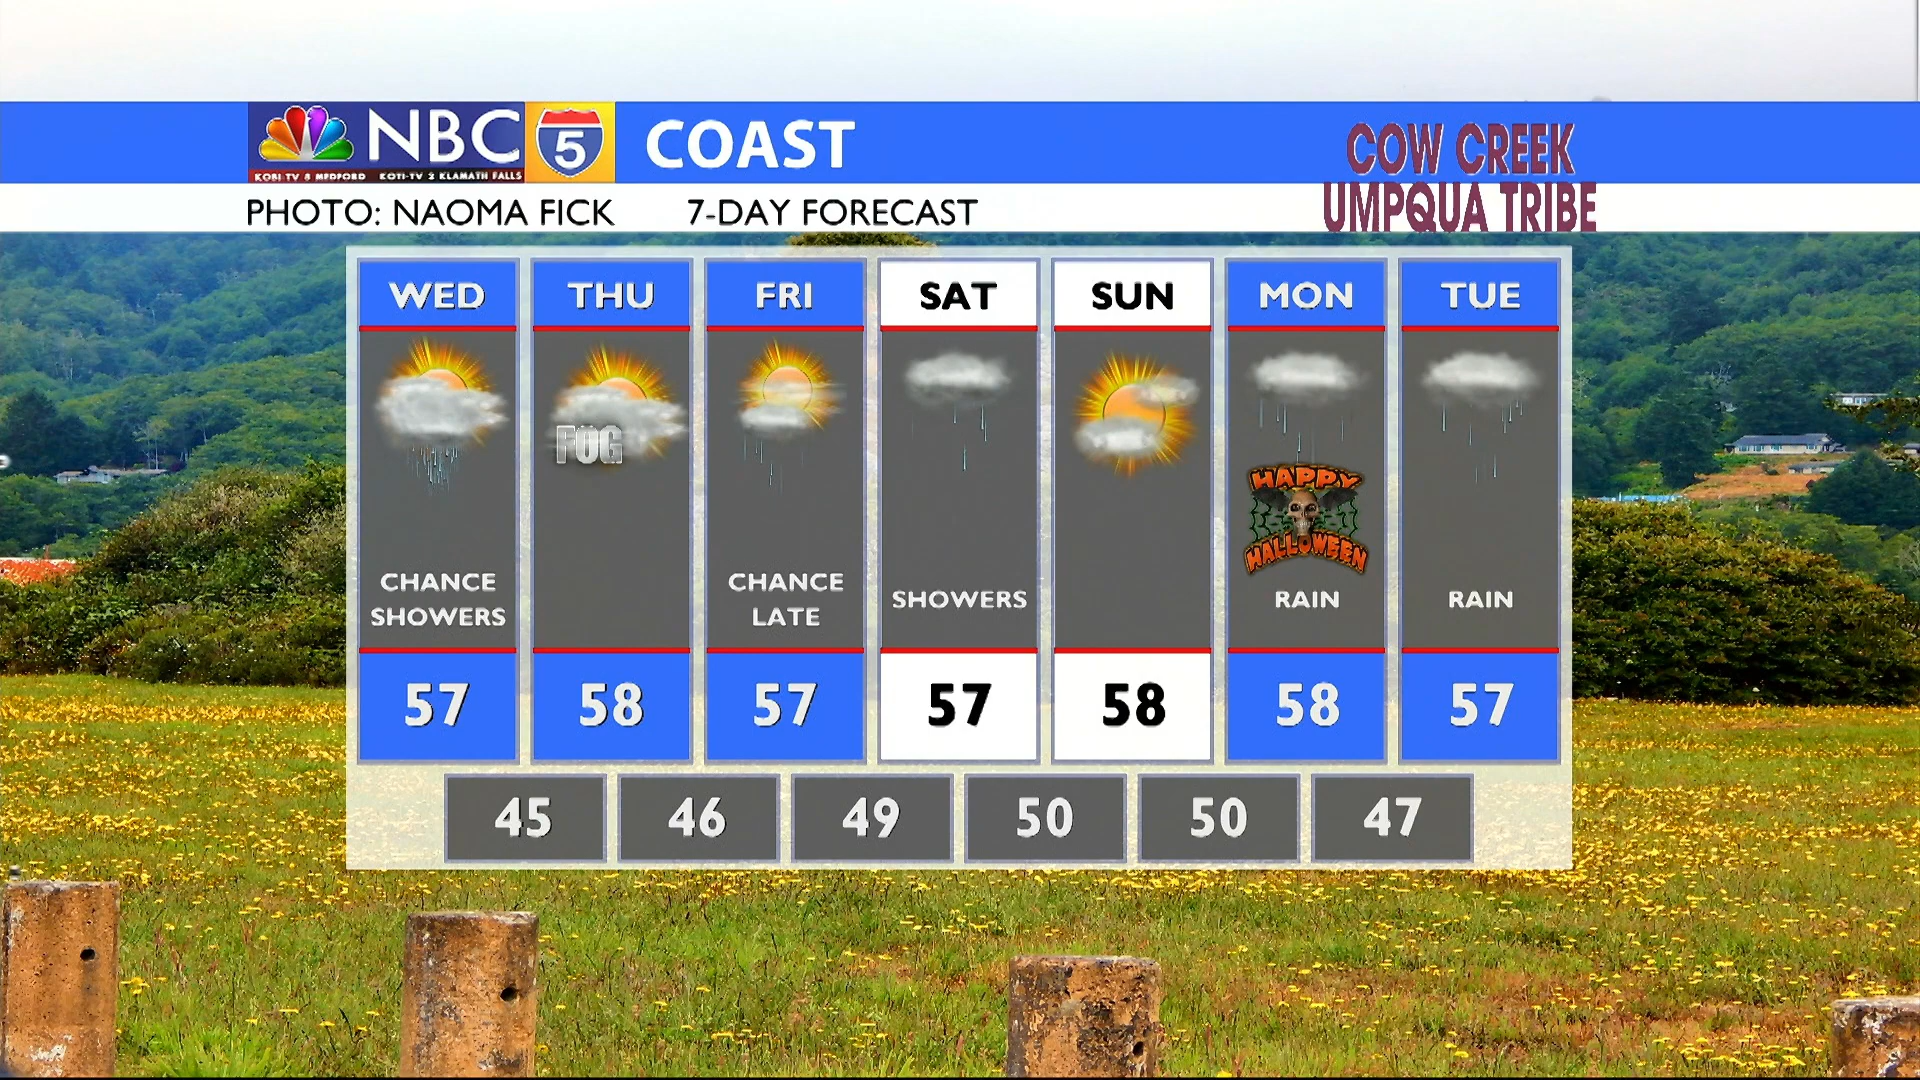 NBC 5
KOBI-TV 5 MEDFORD KOTI-TV 2 KLAMATH FALLS
COAST
COW CREEK
UMPQUA TRIBE
PHOTO: NAOMA FICK 7-DAY FORECAST
WED THU FRI SAT SUN MON TUE
FOG
HAPPY
HALLOWEEN
CHANCE
SHOWERS
CHANCE
LATE
SHOWERS
RAIN
RAIN
57 58 57 57 58 58 57
45 46 49 50 50 47